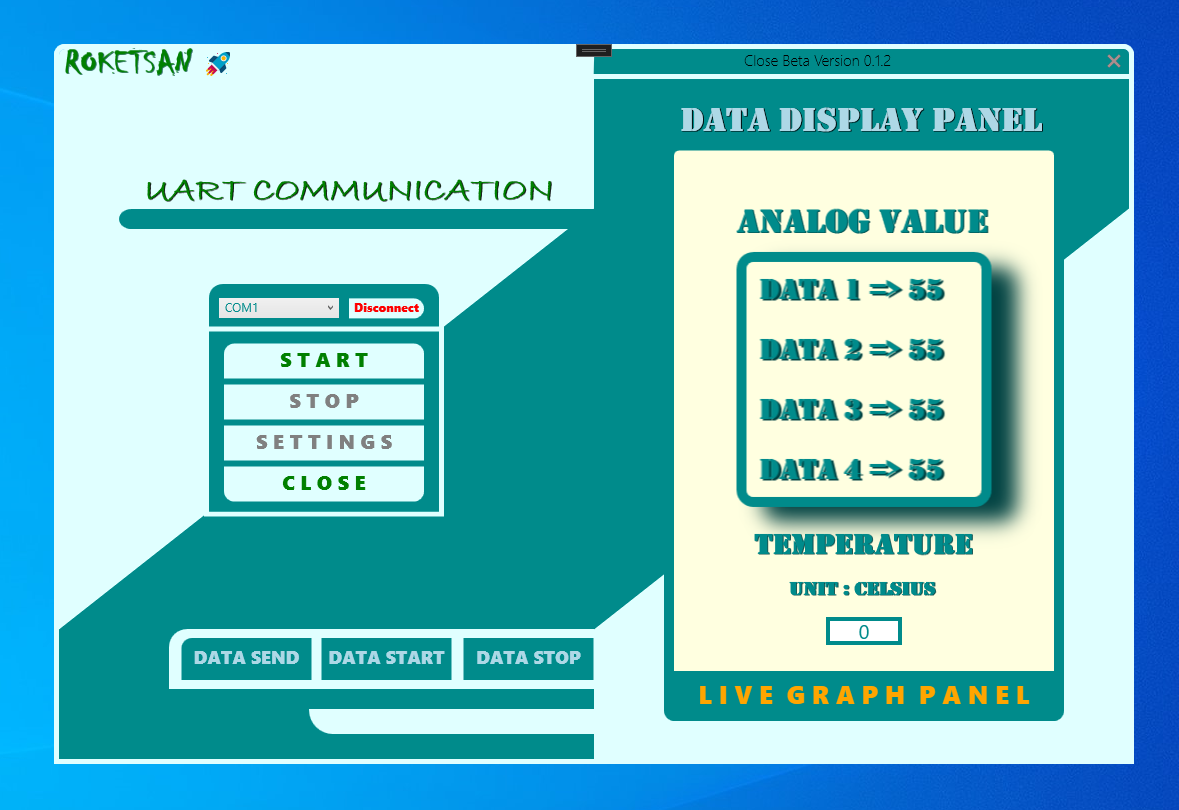 ROKETSAN
Close Beta Version 0.1.2
UART COMMUNICATION
COM1
Disconnect
START
STOP
SETTINGS
CLOSE
DATA SEND
DATA START
DATA STOP
DATA DISPLAY PANEL
ANALOG VALUE
DATA 1 => 55
DATA 2 => 55
DATA 3 => 55
DATA 4 => 55
TEMPERATURE
UNIT : CELSIUS
0
LIVE GRAPH PANEL